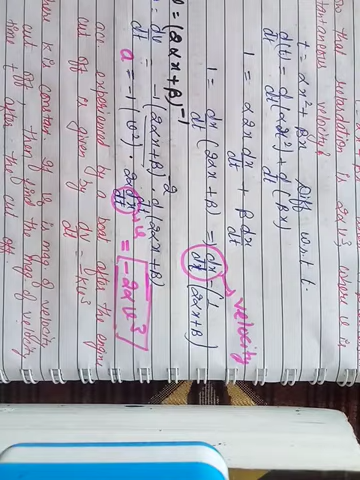 that retardation is 2αv³ where v is
instantaneous velocity?
t = αx² + βx Diff w.r.t. t.
d(t)/dt = d(αx²)/dt + d(βx)/dt
1 = α2x dx/dt + β dx/dt
1 = dx/dt (2αx + β) ⇒ dx/dt = 1/(2αx+β)
velocity
v = (2αx + β)⁻¹
= dv/dt = -1(2αx+β)⁻² · d/dt(2αx+β)
a = -1(v²) · 2α dx/dt v = -2αv³
acc experienced by boat after the engine
cut off is given by dv/dt = -kv³
where k is constant. If v is mag. of velocity
cut off, then find the mag. of velocity
time t after the cut off.